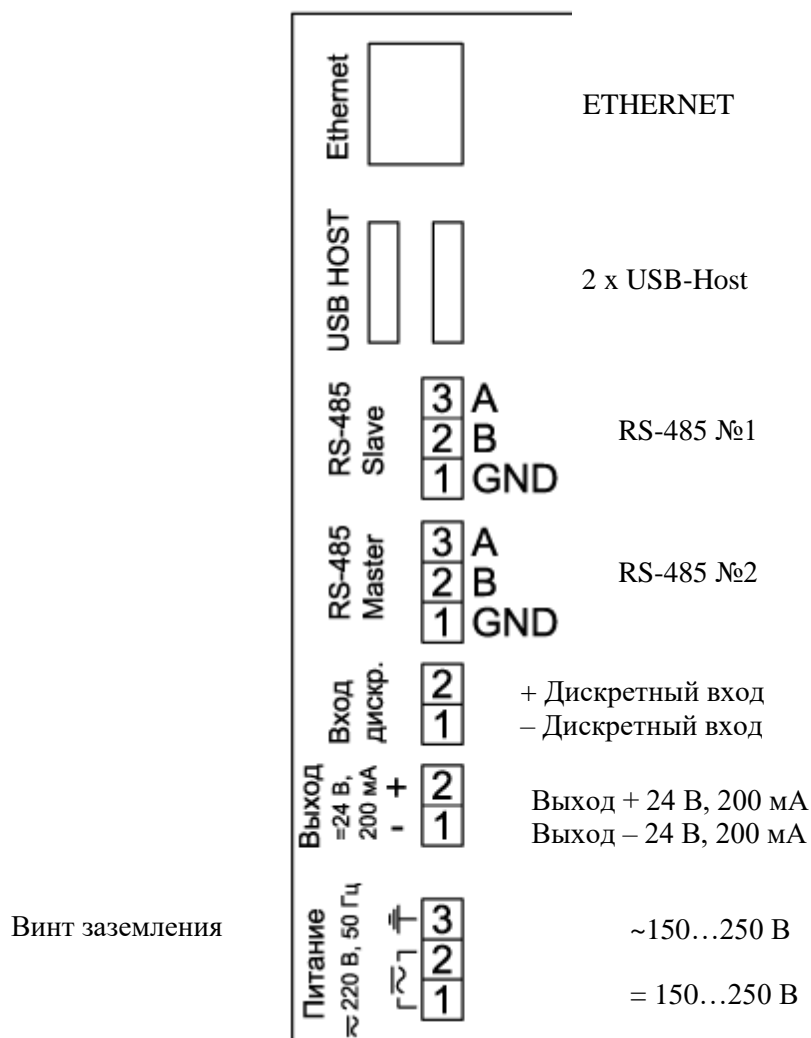 Ethernet
ETHERNET
USB HOST
2 x USB-Host
RS-485
Slave
3 A
2 B
1 GND
RS-485 №1
RS-485
Master
3 A
2 B
1 GND
RS-485 №2
Вход
дискр.
2
1
+ Дискретный вход
– Дискретный вход
Выход
=24 В,
200 мА
+ 2
- 1
Выход + 24 В, 200 мА
Выход – 24 В, 200 мА
Винт заземления
Питание
≂ 220 В, 50 Гц
3
2
1
~150…250 В
= 150…250 В